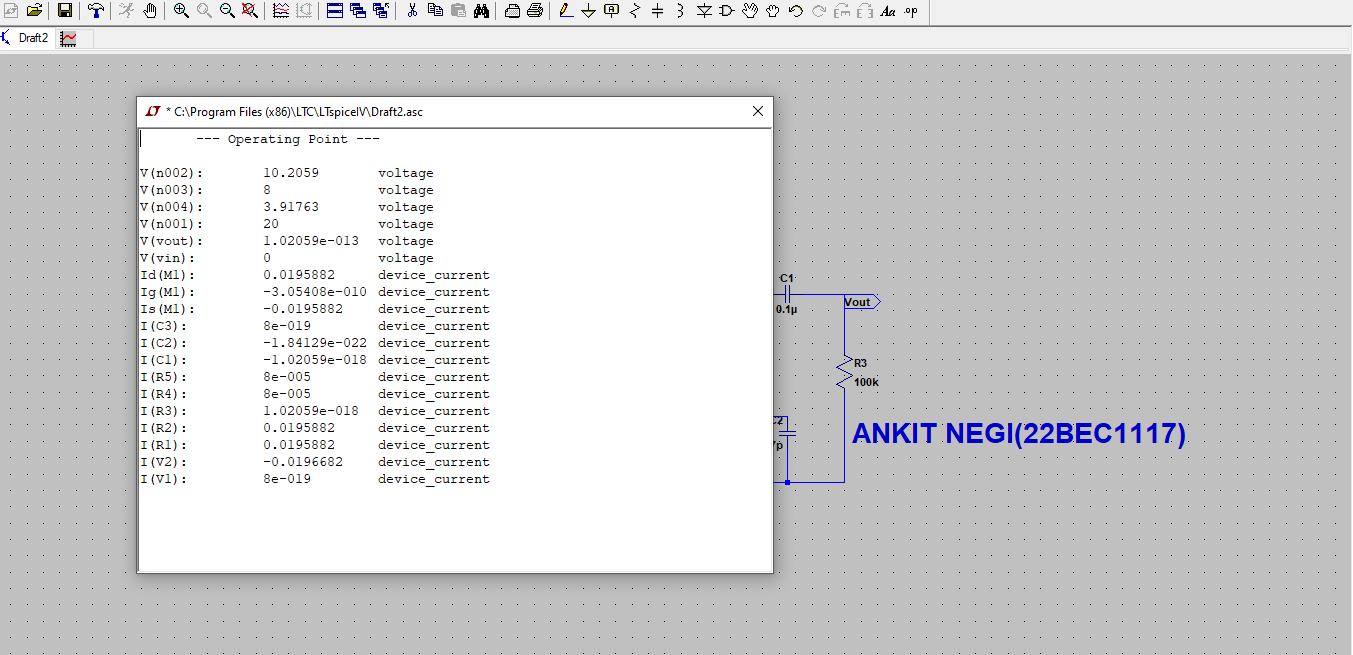 Aa .op
Draft2
* C:\Program Files (x86)\LTC\LTspiceIV\Draft2.asc
--- Operating Point ---
V(n002): 10.2059 voltage
V(n003): 8 voltage
V(n004): 3.91763 voltage
V(n001): 20 voltage
V(vout): 1.02059e-013 voltage
V(vin): 0 voltage
Id(M1): 0.0195882 device_current
Ig(M1): -3.05408e-010 device_current
Is(M1): -0.0195882 device_current
I(C3): 8e-019 device_current
I(C2): -1.84129e-022 device_current
I(C1): -1.02059e-018 device_current
I(R5): 8e-005 device_current
I(R4): 8e-005 device_current
I(R3): 1.02059e-018 device_current
I(R2): 0.0195882 device_current
I(R1): 0.0195882 device_current
I(V2): -0.0196682 device_current
I(V1): 8e-019 device_current
C1
Vout
0.1µ
R3
100k
ANKIT NEGI(22BEC1117)